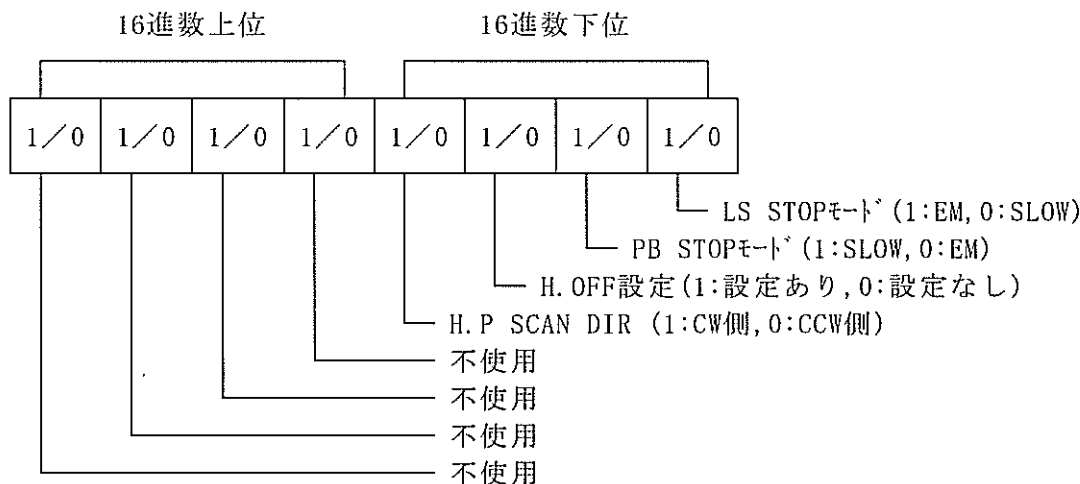 16進数上位 16進数下位
1/0 1/0 1/0 1/0 1/0 1/0 1/0 1/0
LS STOPﾓｰﾄﾞ(1:EM,0:SLOW)
PB STOPﾓｰﾄﾞ(1:SLOW,0:EM)
H.OFF設定(1:設定あり,0:設定なし)
H.P SCAN DIR (1:CW側,0:CCW側)
不使用
不使用
不使用
不使用